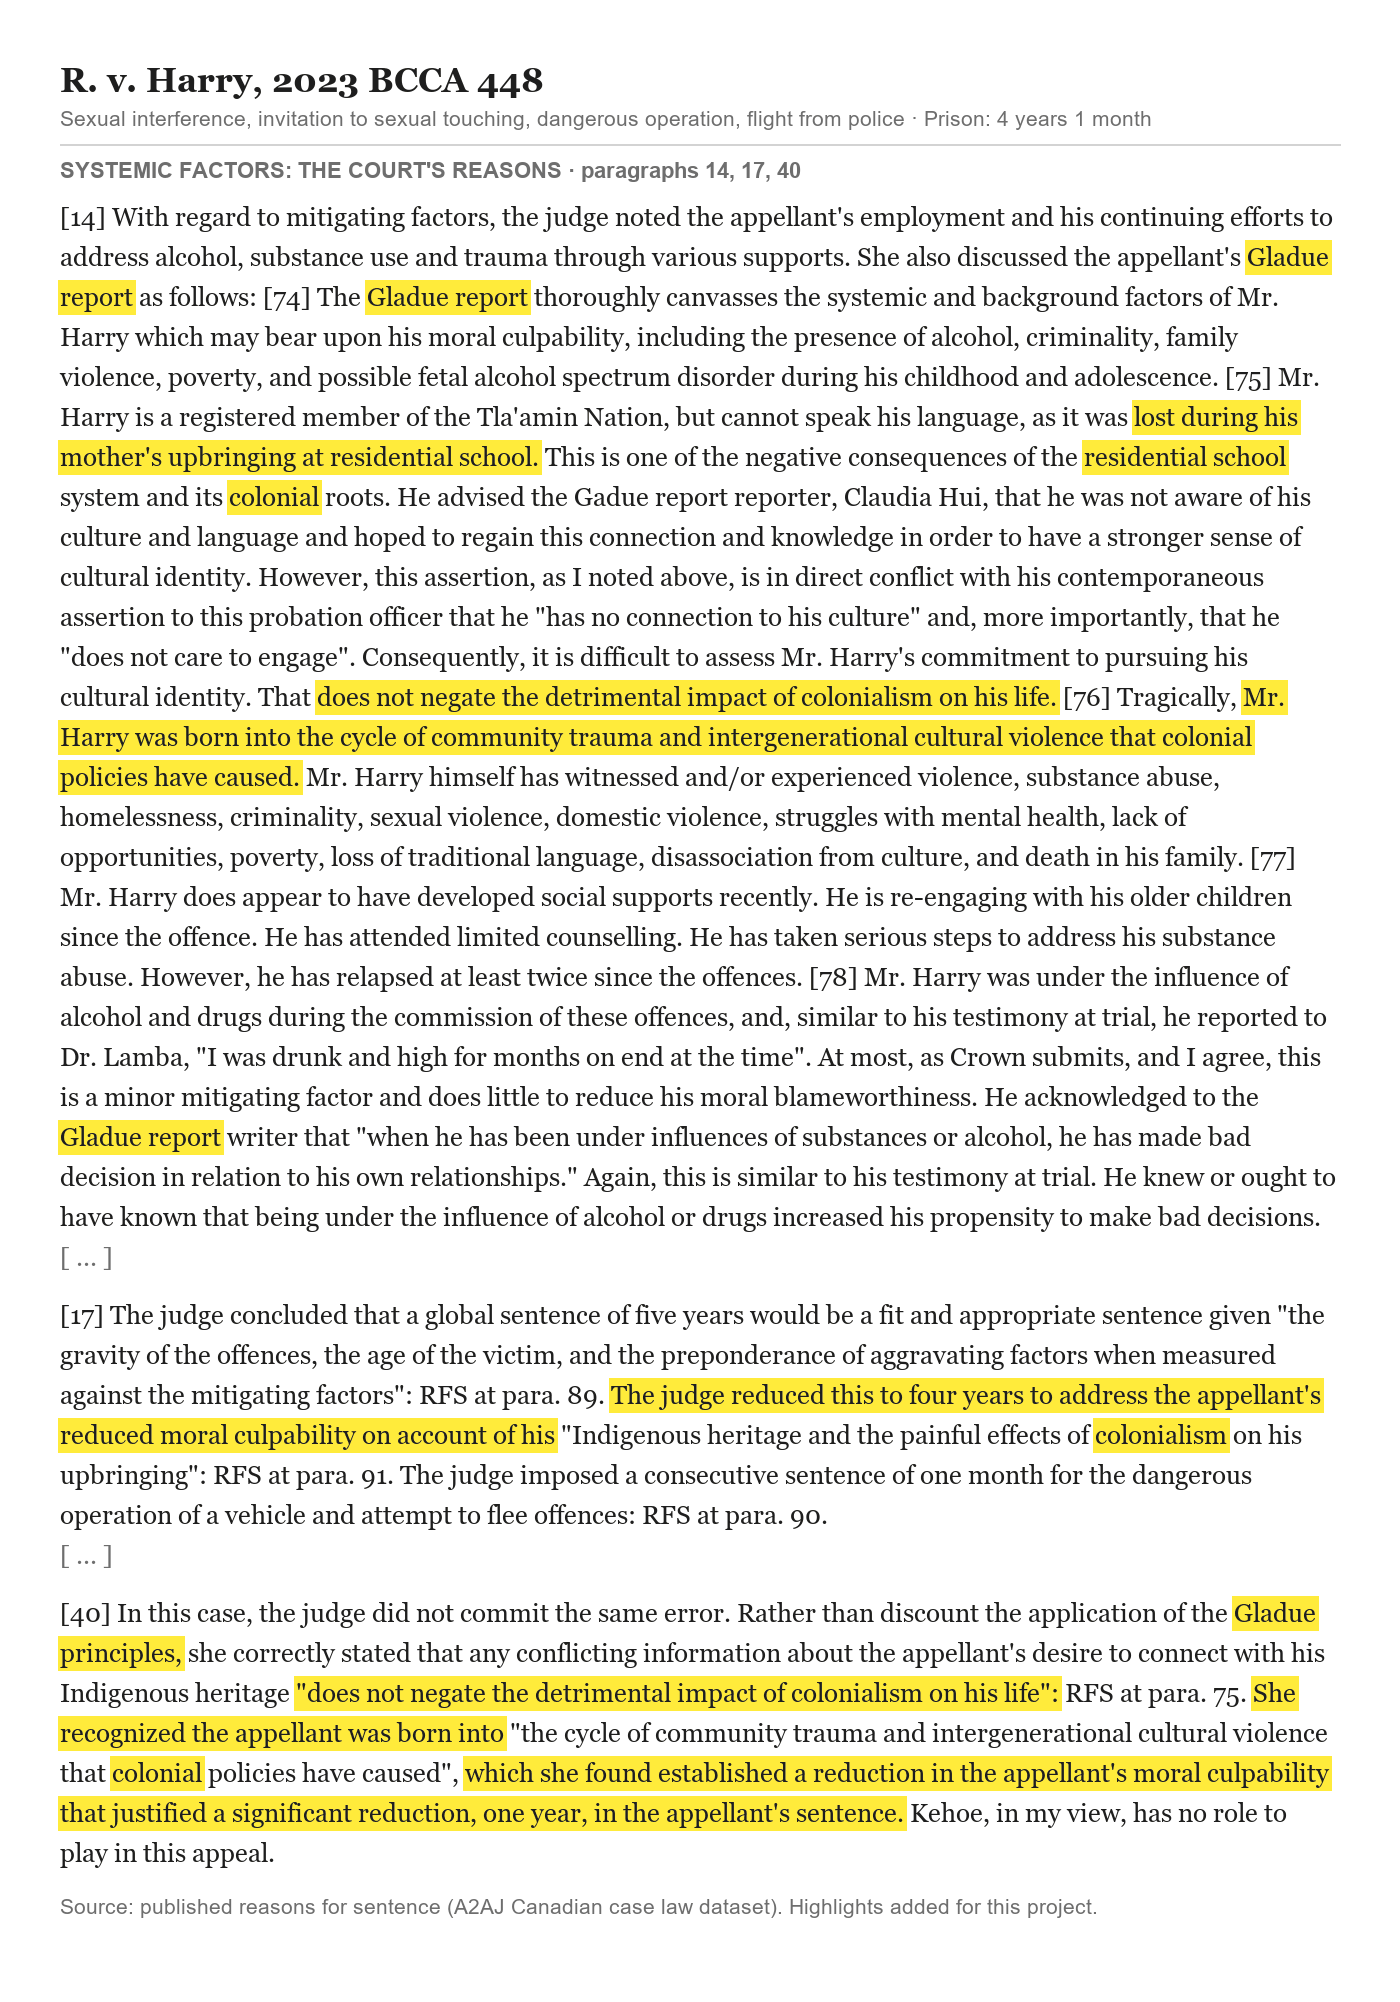 R. v. Harry, 2023 BCCA 448
Sexual interference, invitation to sexual touching, dangerous operation, flight from police · Prison: 4 years 1 month
SYSTEMIC FACTORS: THE COURT'S REASONS · paragraphs 14, 17, 40
[14] With regard to mitigating factors, the judge noted the appellant's employment and his continuing efforts to
address alcohol, substance use and trauma through various supports. She also discussed the appellant's Gladue
report as follows: [74] The Gladue report thoroughly canvasses the systemic and background factors of Mr.
Harry which may bear upon his moral culpability, including the presence of alcohol, criminality, family
violence, poverty, and possible fetal alcohol spectrum disorder during his childhood and adolescence. [75] Mr.
Harry is a registered member of the Tla'amin Nation, but cannot speak his language, as it was lost during his
mother's upbringing at residential school. This is one of the negative consequences of the residential school
system and its colonial roots. He advised the Gadue report reporter, Claudia Hui, that he was not aware of his
culture and language and hoped to regain this connection and knowledge in order to have a stronger sense of
cultural identity. However, this assertion, as I noted above, is in direct conflict with his contemporaneous
assertion to this probation officer that he "has no connection to his culture" and, more importantly, that he
"does not care to engage". Consequently, it is difficult to assess Mr. Harry's commitment to pursuing his
cultural identity. That does not negate the detrimental impact of colonialism on his life. [76] Tragically, Mr.
Harry was born into the cycle of community trauma and intergenerational cultural violence that colonial
policies have caused. Mr. Harry himself has witnessed and/or experienced violence, substance abuse,
homelessness, criminality, sexual violence, domestic violence, struggles with mental health, lack of
opportunities, poverty, loss of traditional language, disassociation from culture, and death in his family. [77]
Mr. Harry does appear to have developed social supports recently. He is re-engaging with his older children
since the offence. He has attended limited counselling. He has taken serious steps to address his substance
abuse. However, he has relapsed at least twice since the offences. [78] Mr. Harry was under the influence of
alcohol and drugs during the commission of these offences, and, similar to his testimony at trial, he reported to
Dr. Lamba, "I was drunk and high for months on end at the time". At most, as Crown submits, and I agree, this
is a minor mitigating factor and does little to reduce his moral blameworthiness. He acknowledged to the
Gladue report writer that "when he has been under influences of substances or alcohol, he has made bad
decision in relation to his own relationships." Again, this is similar to his testimony at trial. He knew or ought to
have known that being under the influence of alcohol or drugs increased his propensity to make bad decisions.
[ ... ]
[17] The judge concluded that a global sentence of five years would be a fit and appropriate sentence given "the
gravity of the offences, the age of the victim, and the preponderance of aggravating factors when measured
against the mitigating factors": RFS at para. 89. The judge reduced this to four years to address the appellant's
reduced moral culpability on account of his "Indigenous heritage and the painful effects of colonialism on his
upbringing": RFS at para. 91. The judge imposed a consecutive sentence of one month for the dangerous
operation of a vehicle and attempt to flee offences: RFS at para. 90.
[ ... ]
[40] In this case, the judge did not commit the same error. Rather than discount the application of the Gladue
principles, she correctly stated that any conflicting information about the appellant's desire to connect with his
Indigenous heritage "does not negate the detrimental impact of colonialism on his life": RFS at para. 75. She
recognized the appellant was born into "the cycle of community trauma and intergenerational cultural violence
that colonial policies have caused", which she found established a reduction in the appellant's moral culpability
that justified a significant reduction, one year, in the appellant's sentence. Kehoe, in my view, has no role to
play in this appeal.
Source: published reasons for sentence (A2AJ Canadian case law dataset). Highlights added for this project.